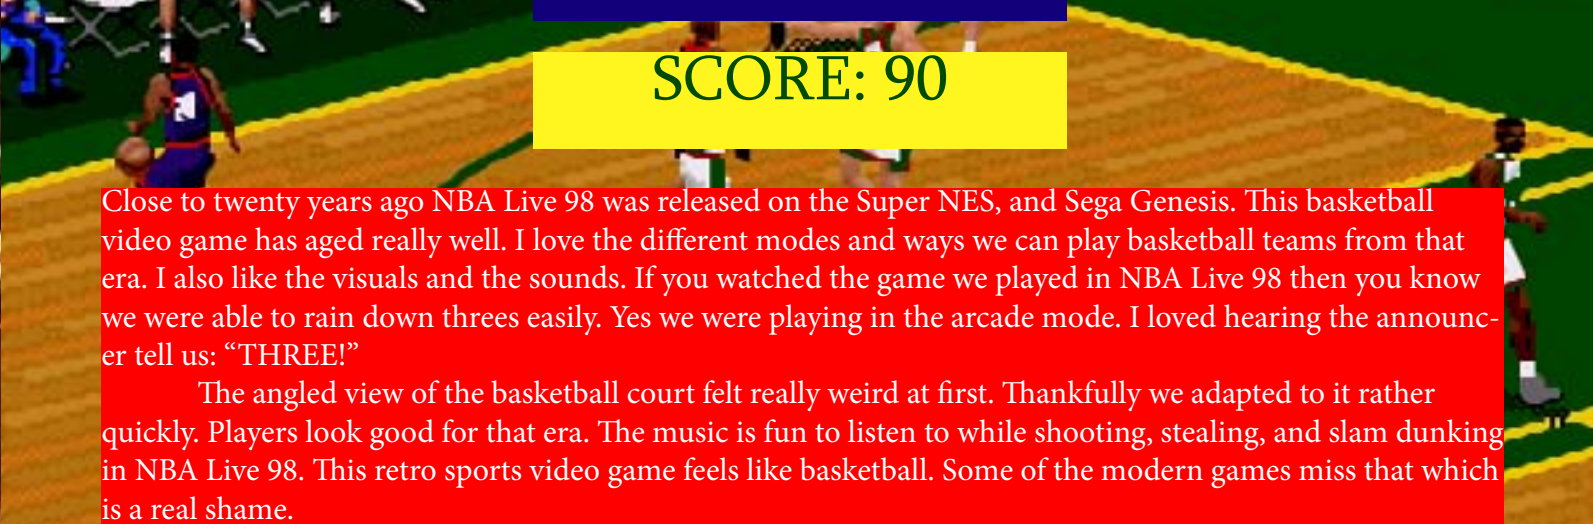 SCORE: 90
Close to twenty years ago NBA Live 98 was released on the Super NES, and Sega Genesis. This basketball
video game has aged really well. I love the different modes and ways we can play basketball teams from that
era. I also like the visuals and the sounds. If you watched the game we played in NBA Live 98 then you know
we were able to rain down threes easily. Yes we were playing in the arcade mode. I loved hearing the announc-
er tell us: “THREE!”
The angled view of the basketball court felt really weird at first. Thankfully we adapted to it rather
quickly. Players look good for that era. The music is fun to listen to while shooting, stealing, and slam dunking
in NBA Live 98. This retro sports video game feels like basketball. Some of the modern games miss that which
is a real shame.